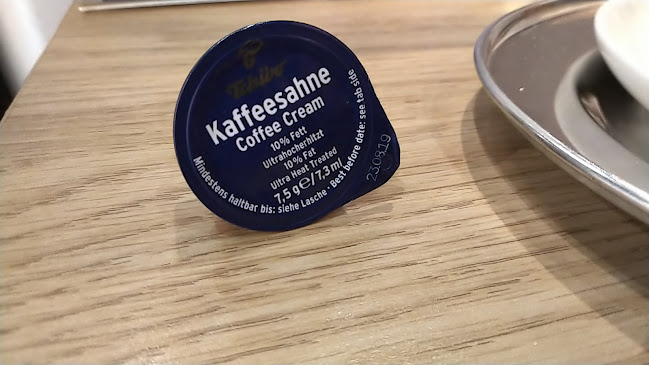 Tchibo
Kaffeesahne
Coffee Cream
10% Fett
Ultrahocherhitzt
10% Fat
Ultra Heat Treated
7,5 g ℮/7,3 ml
Mindestens haltbar bis: siehe Lasche · Best before date: see tab side
230819